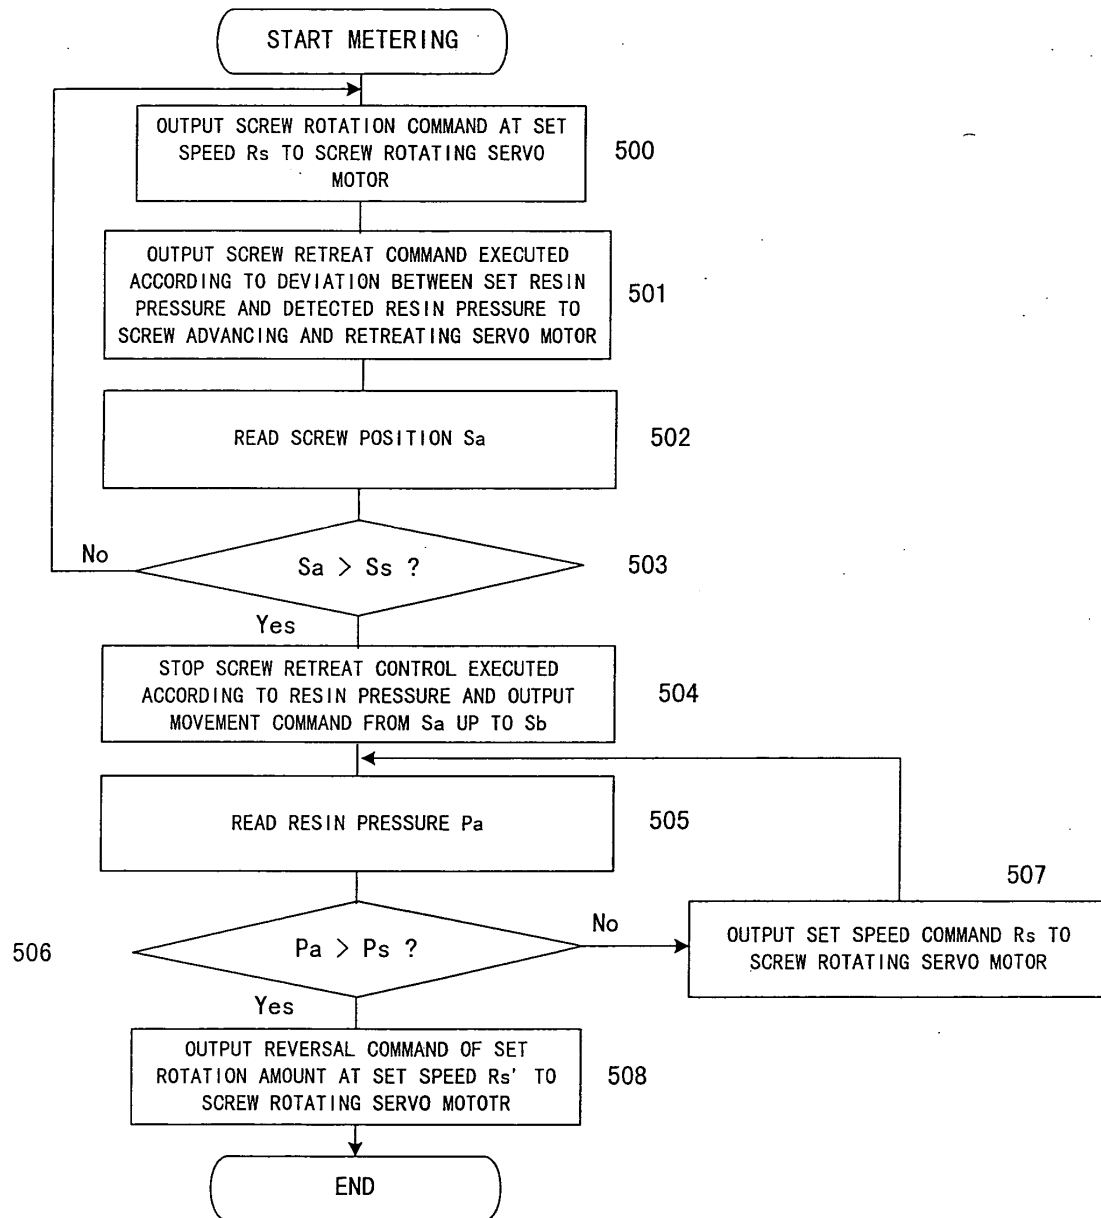 START METERING
OUTPUT SCREW ROTATION COMMAND AT SET
SPEED Rs TO SCREW ROTATING SERVO
MOTOR
500
OUTPUT SCREW RETREAT COMMAND EXECUTED
ACCORDING TO DEVIATION BETWEEN SET RESIN
PRESSURE AND DETECTED RESIN PRESSURE TO
SCREW ADVANCING AND RETREATING SERVO MOTOR
501
READ SCREW POSITION Sa
502
No
Sa > Ss ?
503
Yes
STOP SCREW RETREAT CONTROL EXECUTED
ACCORDING TO RESIN PRESSURE AND OUTPUT
MOVEMENT COMMAND FROM Sa UP TO Sb
504
READ RESIN PRESSURE Pa
505
507
506
Pa > Ps ?
No
OUTPUT SET SPEED COMMAND Rs TO
SCREW ROTATING SERVO MOTOR
Yes
OUTPUT REVERSAL COMMAND OF SET
ROTATION AMOUNT AT SET SPEED Rs' TO
SCREW ROTATING SERVO MOTOTR
508
END